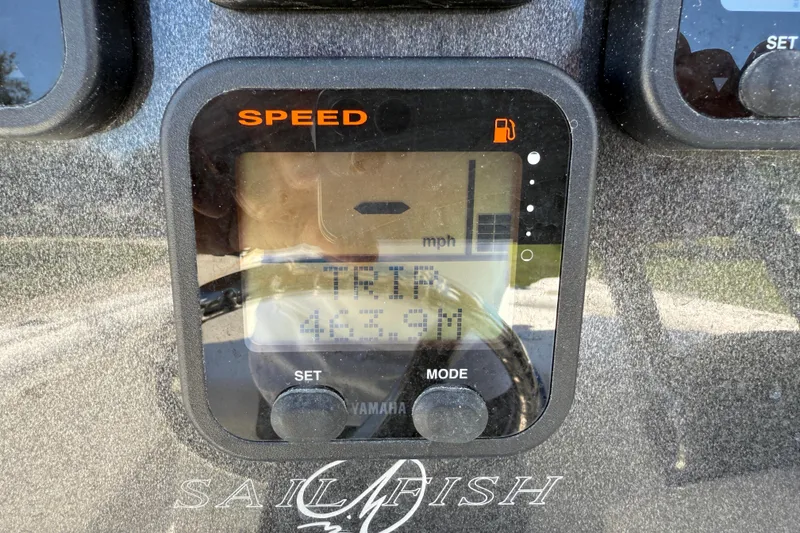 SET
SPEED
-
mph
TRIP
463.9M
SET
MODE
YAMAHA
SAILFISH